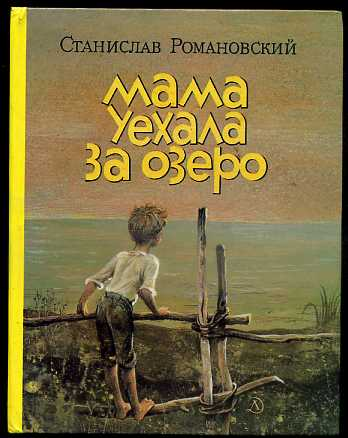 Станислав Романовский
мама
уехала
за озеро